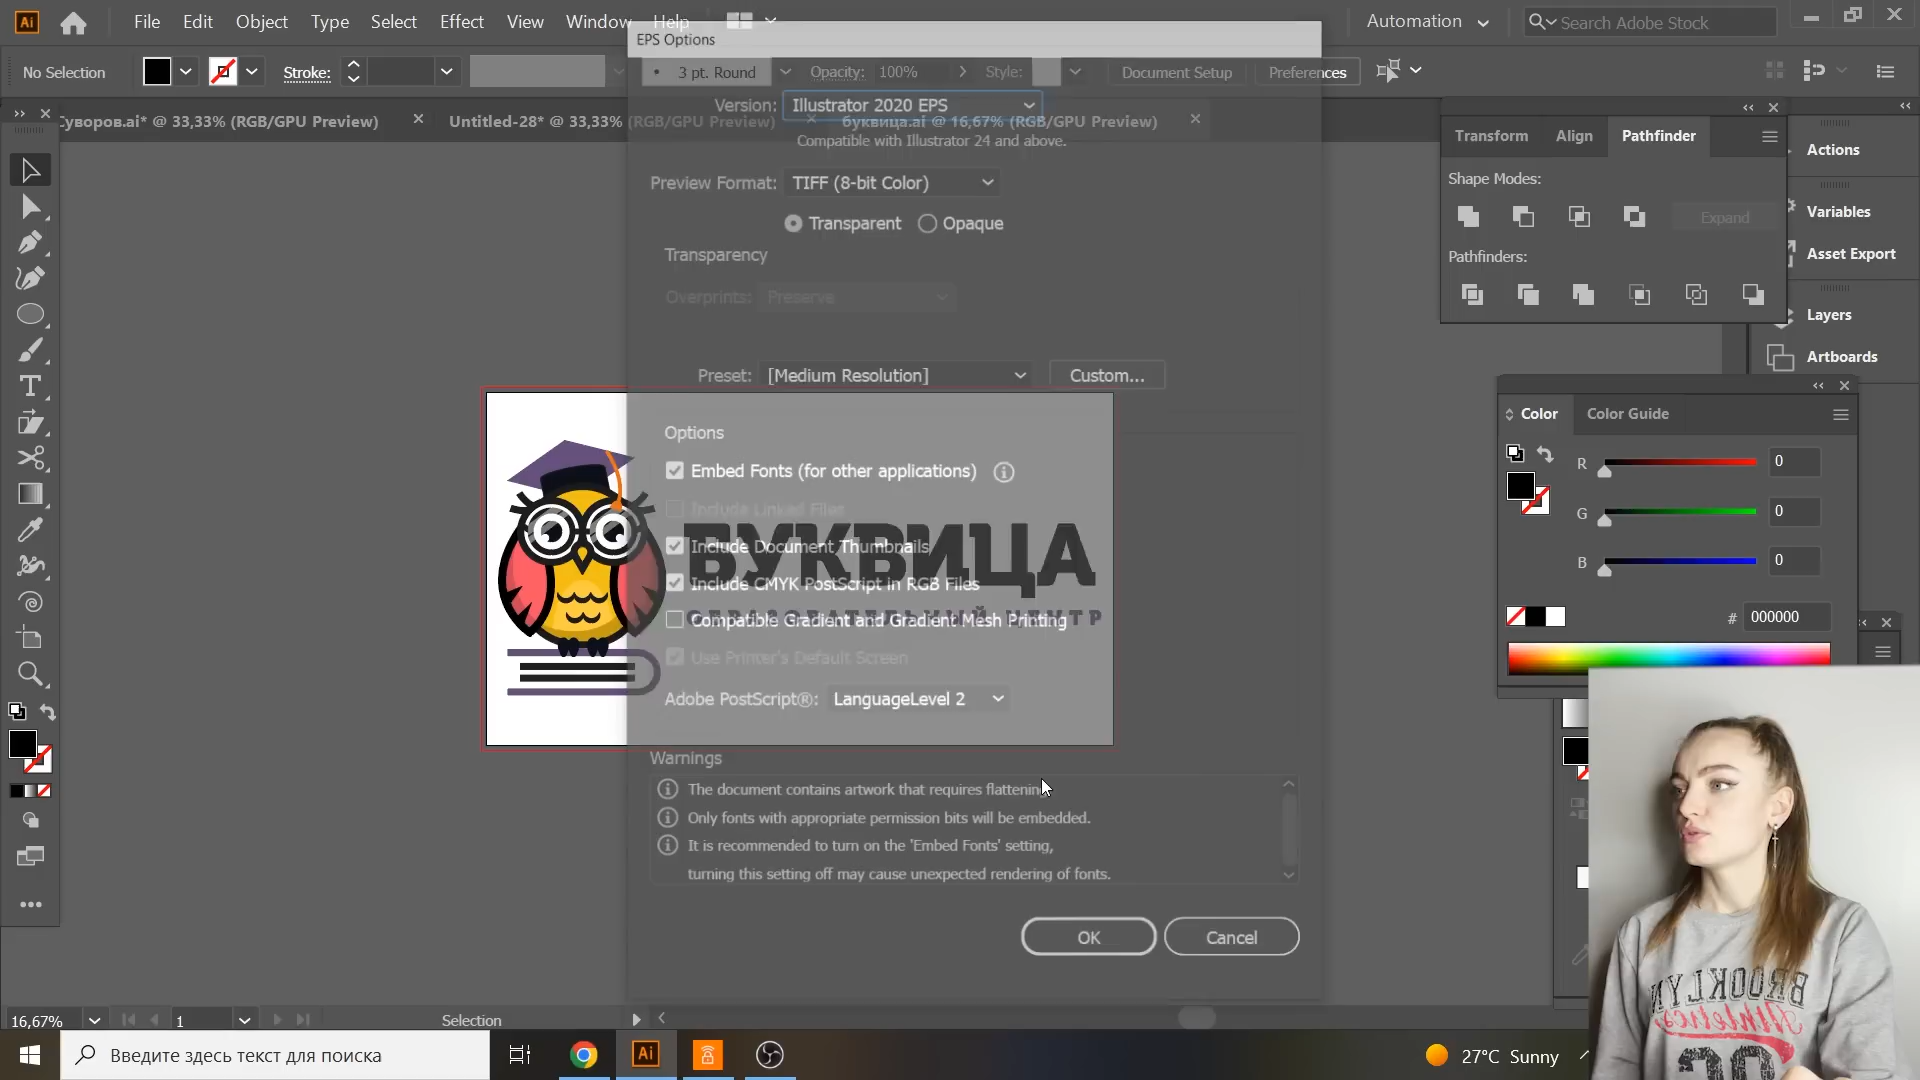 Ai
File Edit Object Type Select Effect View Window Help
Automation
Search Adobe Stock
EPS Options
No Selection
Stroke:
3 pt. Round
Opacity: 100%
Style:
Document Setup
Preferences
Version: Illustrator 2020 EPS
Суворов.ai* @ 33,33% (RGB/GPU Preview)
Untitled-28* @ 33,33% (RGB/GPU Preview)
буквица.ai @ 16,67% (RGB/GPU Preview)
Compatible with Illustrator 24 and above.
Transform Align Pathfinder
Actions
Shape Modes:
Preview Format: TIFF (8-bit Color)
Variables
Transparent Opaque
Expand
Transparency
Asset Export
Pathfinders:
Overprints: Preserve
Layers
Artboards
Preset: [Medium Resolution] Custom...
Color Color Guide
Options
Embed Fonts (for other applications)
R 0
Include Linked Files
G 0
БУКВИЦА
Include Document Thumbnails
B 0
Include CMYK PostScript in RGB Files
ОБРАЗОВАТЕЛЬНЫЙ ЦЕНТР
Compatible Gradient and Gradient Mesh Printing
# 000000
Use Printer's Default Screen
Adobe PostScript®: LanguageLevel 2
Warnings
The document contains artwork that requires flattening
Only fonts with appropriate permission bits will be embedded.
It is recommended to turn on the 'Embed Fonts' setting,
turning this setting off may cause unexpected rendering of fonts.
OK Cancel
BROOKLYN
Athletics
16,67%
1
Selection
Введите здесь текст для поиска
Ai
27°C Sunny